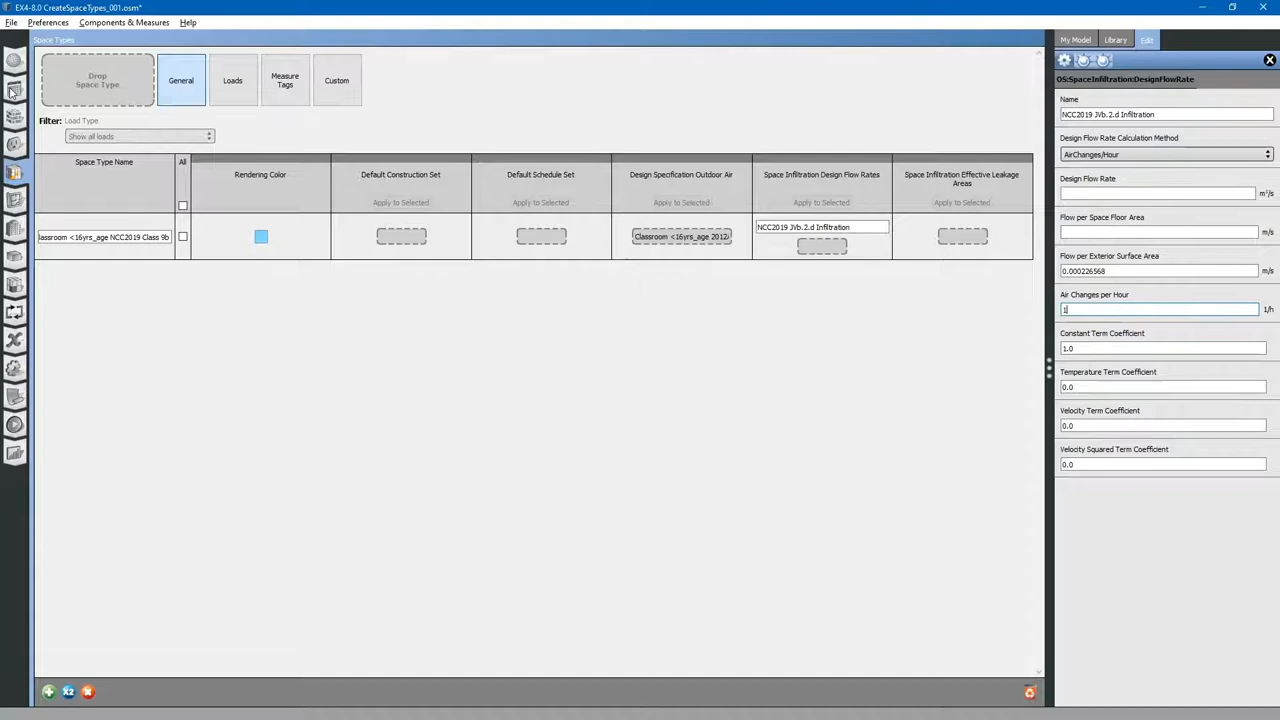 EX4-8.0 CreateSpaceTypes_001.osm*
File Preferences Components & Measures Help
Space Types
Drop
Space Type
General
Loads
Measure
Tags
Custom
Filter: Load Type
Show all loads
Space Type Name
All
Rendering Color
Default Construction Set
Apply to Selected
Default Schedule Set
Apply to Selected
Design Specification Outdoor Air
Apply to Selected
Space Infiltration Design Flow Rates
Apply to Selected
Space Infiltration Effective Leakage
Areas
Apply to Selected
lassroom <16yrs_age NCC2019 Class 9b
Classroom <16yrs_age 2012/
NCC2019 JVb.2.d Infiltration
X2
My Model Library Edit
OS:SpaceInfiltration:DesignFlowRate
Name
NCC2019 JVb.2.d Infiltration
Design Flow Rate Calculation Method
AirChanges/Hour
Design Flow Rate
m³/s
Flow per Space Floor Area
m/s
Flow per Exterior Surface Area
0.000226568 m/s
Air Changes per Hour
1 1/h
Constant Term Coefficient
1.0
Temperature Term Coefficient
0.0
Velocity Term Coefficient
0.0
Velocity Squared Term Coefficient
0.0